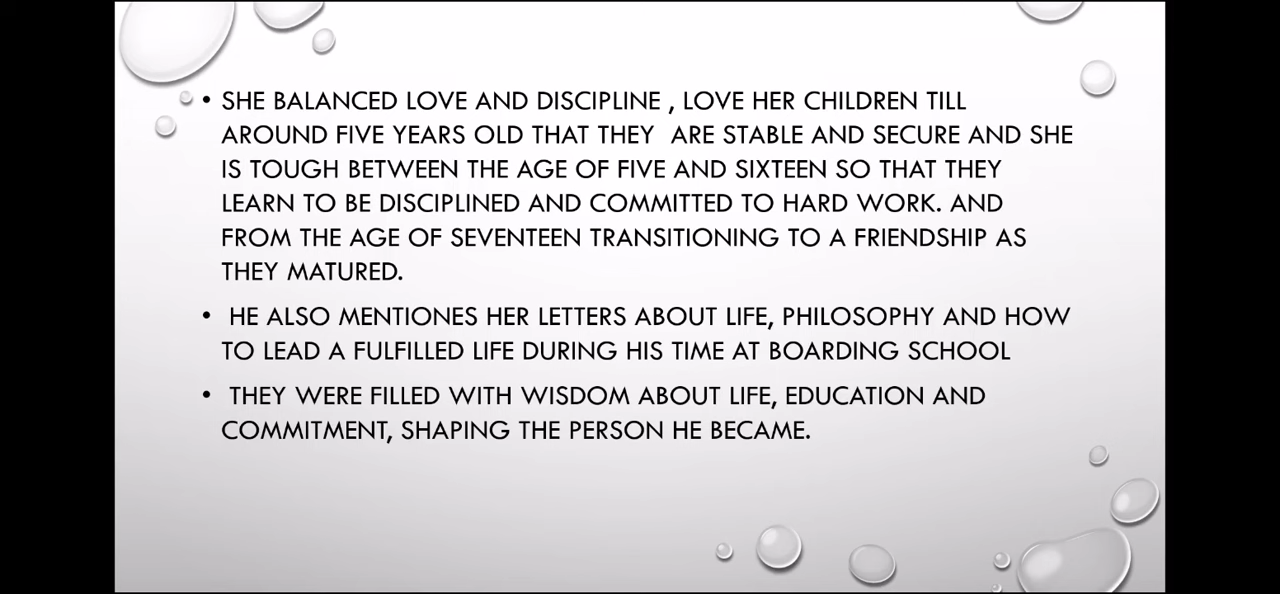 • SHE BALANCED LOVE AND DISCIPLINE , LOVE HER CHILDREN TILL
AROUND FIVE YEARS OLD THAT THEY  ARE STABLE AND SECURE AND SHE
IS TOUGH BETWEEN THE AGE OF FIVE AND SIXTEEN SO THAT THEY
LEARN TO BE DISCIPLINED AND COMMITTED TO HARD WORK. AND
FROM THE AGE OF SEVENTEEN TRANSITIONING TO A FRIENDSHIP AS
THEY MATURED.
• HE ALSO MENTIONES HER LETTERS ABOUT LIFE, PHILOSOPHY AND HOW
TO LEAD A FULFILLED LIFE DURING HIS TIME AT BOARDING SCHOOL
• THEY WERE FILLED WITH WISDOM ABOUT LIFE, EDUCATION AND
COMMITMENT, SHAPING THE PERSON HE BECAME.